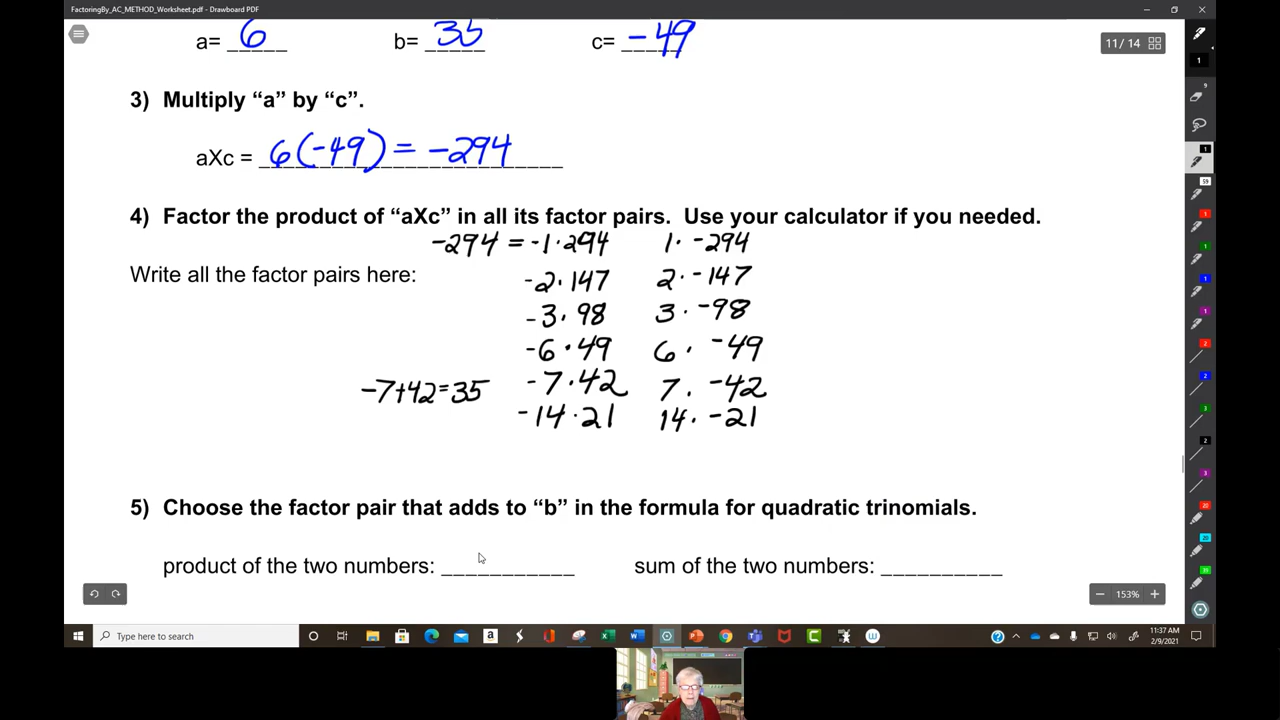 FactoringBy_AC_METHOD_Worksheet.pdf - Drawboard PDF
a= 6 b= 35 c= -49
11/14
3) Multiply “a” by “c”.
aXc = 6(-49) = -294
4) Factor the product of “aXc” in all its factor pairs. Use your calculator if you needed.
-294 = -1·294 1· -294
Write all the factor pairs here: -2·147 2· -147
-3·98 3· -98
-6·49 6· -49
-7+42=35 -7·42 7· -42
-14·21 14· -21
5) Choose the factor pair that adds to “b” in the formula for quadratic trinomials.
product of the two numbers: ___________ sum of the two numbers: __________
153%
Type here to search
11:37 AM
2/9/2021